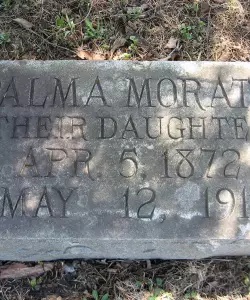 ALMA MORAT
THEIR DAUGHTE
APR. 5, 1872
MAY 12, 191